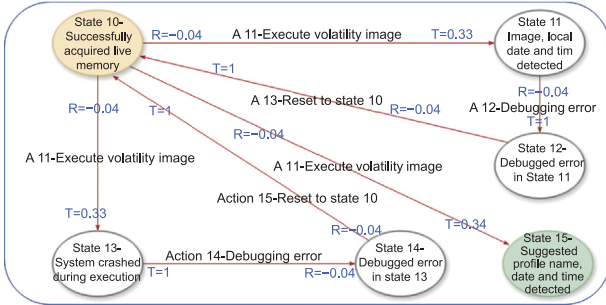 State 10-
Successfully
acquired live
memory
R=−0.04
A 11-Execute volatility image
T=0.33
State 11
Image, local
date and tim
detected
T=1
R=−0.04
A 12-Debugging error
T=1
A 13-Reset to state 10
R=−0.04
State 12-
Debugged error
in State 11
R=−0.04
T=1
R=−0.04
A 11-Execute volatility image
A 11-Execute volatility image
Action 15-Reset to state 10
T=0.33
R=−0.04
T=0.34
State 13-
System crashed
during execution
T=1
Action 14-Debugging error
R=−0.04
State 14-
Debugged error
in state 13
State 15-
Suggested
profile name,
date and time
detected